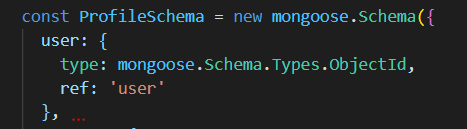 const ProfileSchema = new mongoose.Schema({
user: {
type: mongoose.Schema.Types.ObjectId,
ref: 'user'
}, ...